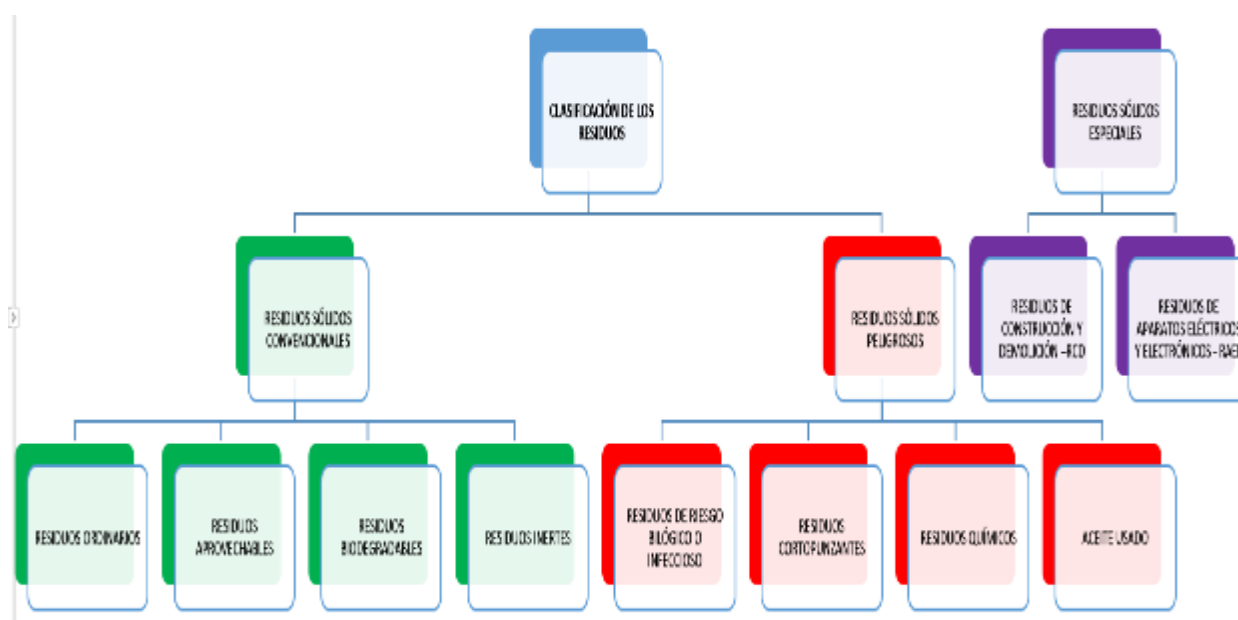 CLASIFICACIÓN DE LOS
RESIDUOS
RESIDUOS SÓLIDOS
ESPECIALES
RESIDUOS SÓLIDOS
CONVENCIONALES
RESIDUOS SÓLIDOS
PELIGROSOS
RESIDUOS DE
CONSTRUCCIÓN Y
DEMOLICIÓN –RCD
RESIDUOS DE
APARATOS ELÉCTRICOS
Y ELECTRÓNICOS - RAEE
RESIDUOS ORDINARIOS
RESIDUOS
APROVECHABLES
RESIDUOS
BIODEGRADABLES
RESIDUOS INERTES
RESIDUOS DE RIESGO
BILÓGICO O
INFECCIOSO
RESIDUOS
CORTOPUNZANTES
RESIDUOS QUÍMICOS
ACEITE USADO